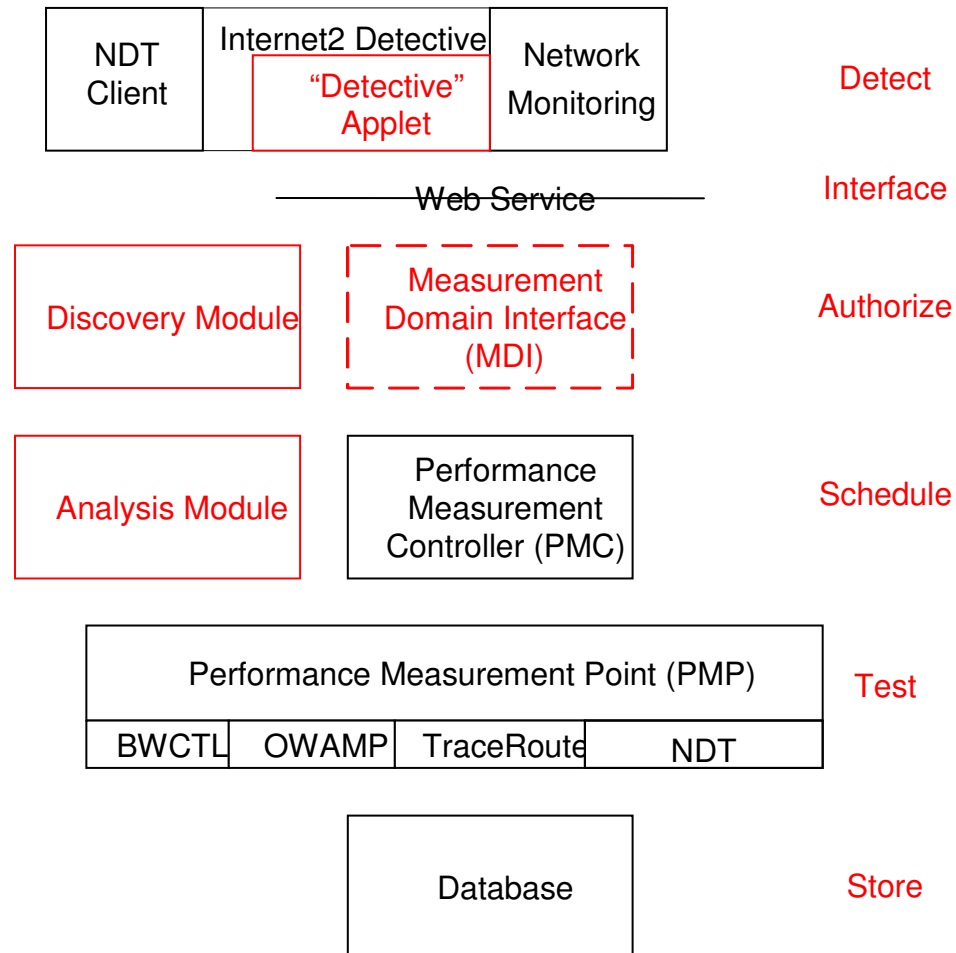 NDT
Client
Internet2 Detective
“Detective”
Applet
Network
Monitoring
Detect
Web Service
Interface
Discovery Module
Measurement
Domain Interface
(MDI)
Authorize
Analysis Module
Performance
Measurement
Controller (PMC)
Schedule
Performance Measurement Point (PMP)
Test
BWCTL
OWAMP
TraceRoute
NDT
Database
Store